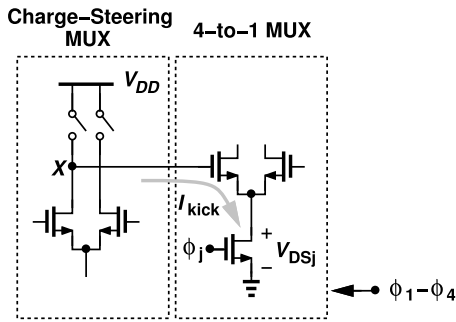 Charge–Steering
MUX
4–to–1 MUX
VDD
X
Ikick
ϕj
+
VDSj
–
ϕ1–ϕ4